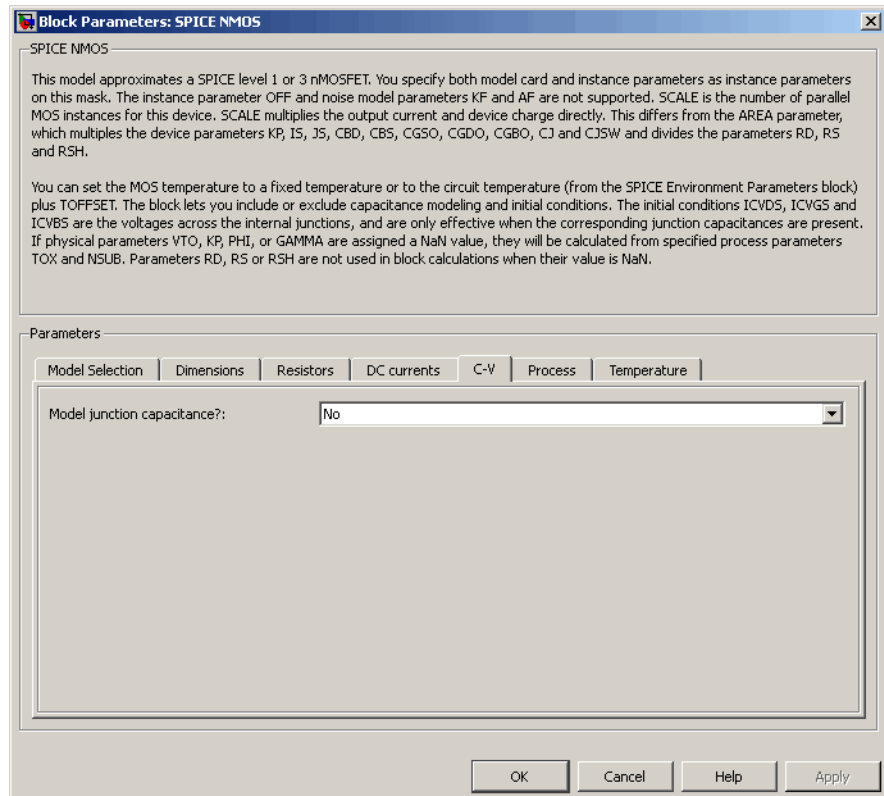 Block Parameters: SPICE NMOS
SPICE NMOS
This model approximates a SPICE level 1 or 3 nMOSFET. You specify both model card and instance parameters as instance parameters
on this mask. The instance parameter OFF and noise model parameters KF and AF are not supported. SCALE is the number of parallel
MOS instances for this device. SCALE multiplies the output current and device charge directly. This differs from the AREA parameter,
which multiples the device parameters KP, IS, JS, CBD, CBS, CGSO, CGDO, CGBO, CJ and CJSW and divides the parameters RD, RS
and RSH.
You can set the MOS temperature to a fixed temperature or to the circuit temperature (from the SPICE Environment Parameters block)
plus TOFFSET. The block lets you include or exclude capacitance modeling and initial conditions. The initial conditions ICVDS, ICVGS and
ICVBS are the voltages across the internal junctions, and are only effective when the corresponding junction capacitances are present.
If physical parameters VTO, KP, PHI, or GAMMA are assigned a NaN value, they will be calculated from specified process parameters
TOX and NSUB. Parameters RD, RS or RSH are not used in block calculations when their value is NaN.
Parameters
Model Selection Dimensions Resistors DC currents C-V Process Temperature
Model junction capacitance?: No
OK Cancel Help Apply